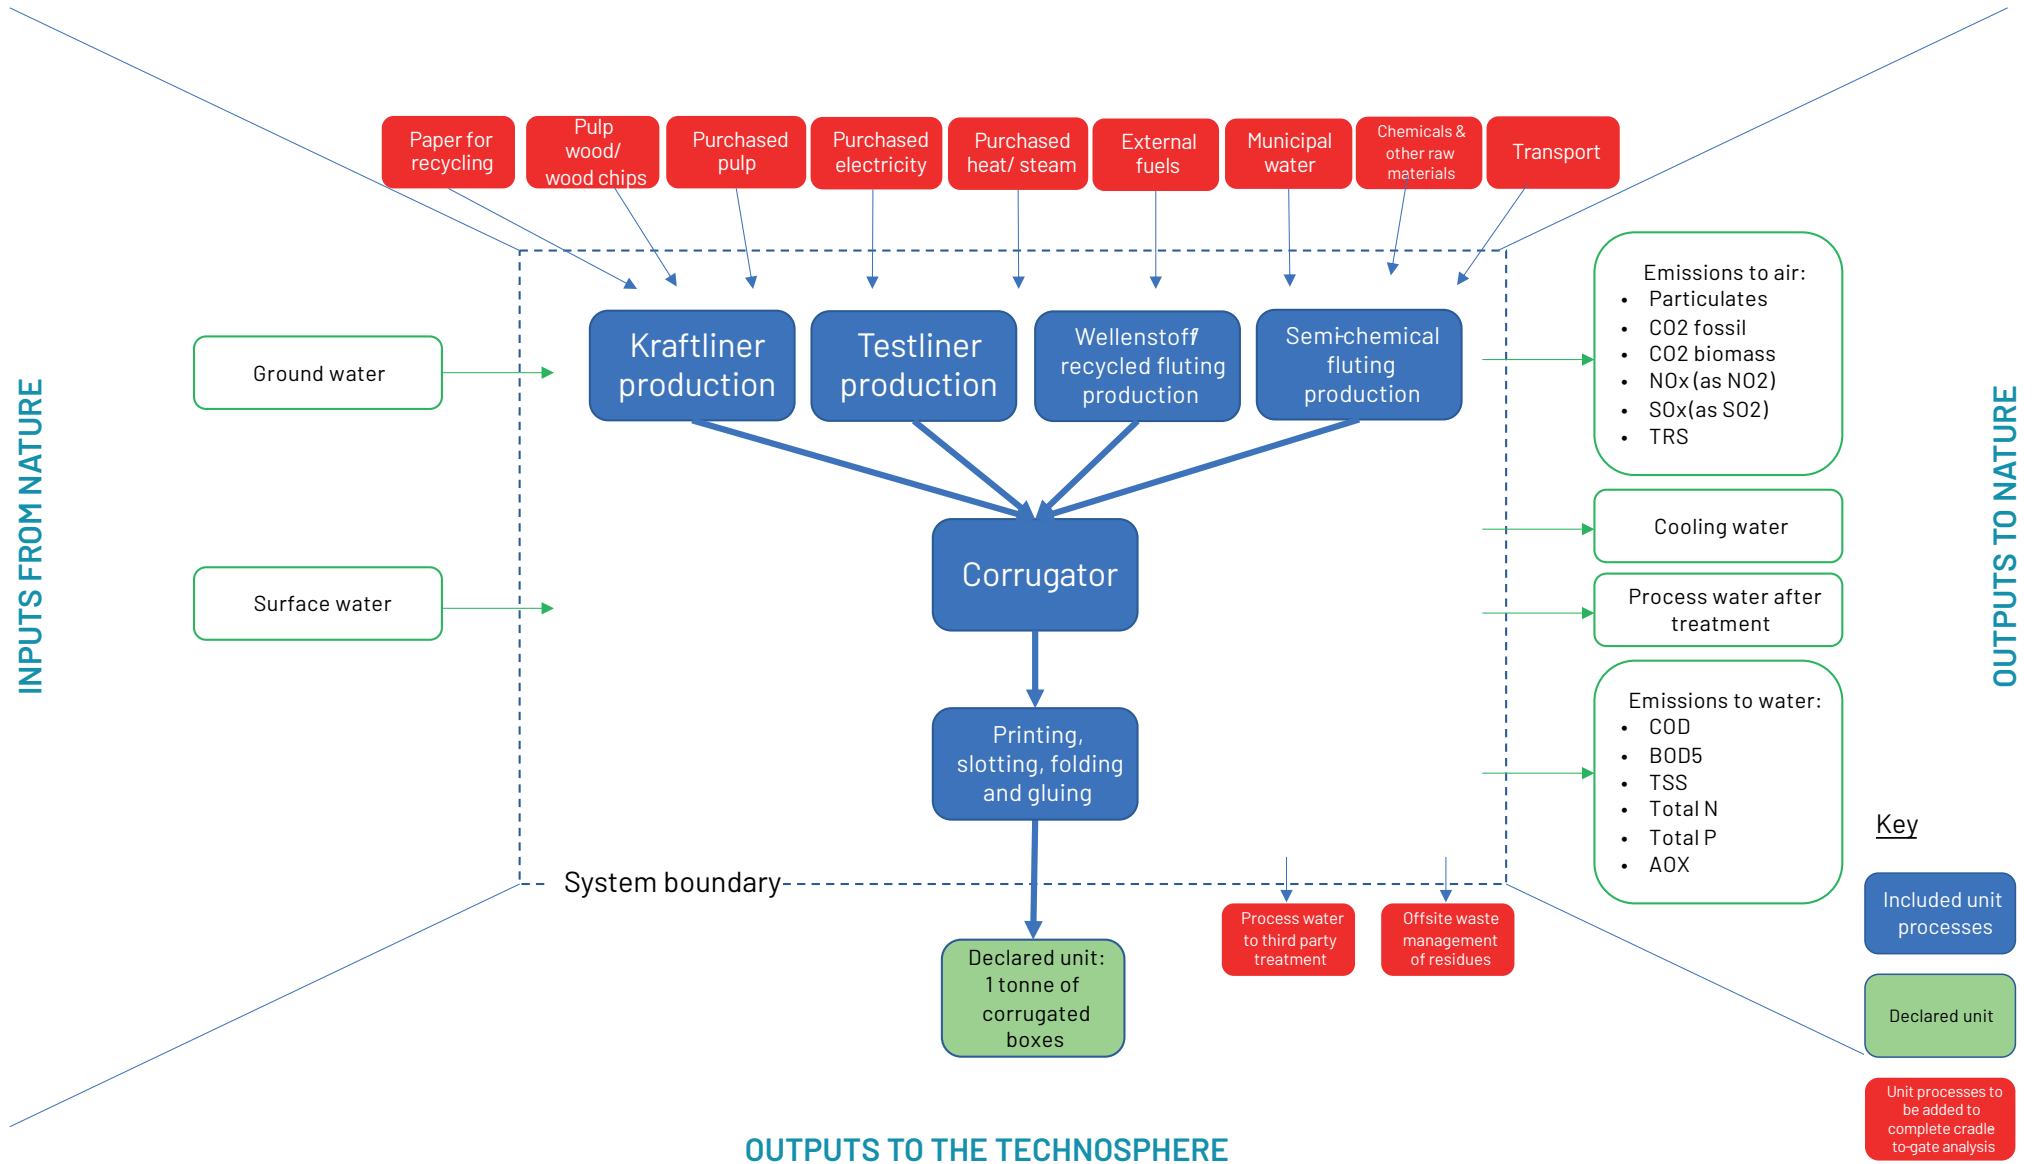 Paper for
recycling
Pulp
wood/
wood chips
Purchased
pulp
Purchased
electricity
Purchased
heat/ steam
External
fuels
Municipal
water
Chemicals &
other raw
materials
Transport
INPUTS FROM NATURE
Ground water
Surface water
Kraftliner
production
Testliner
production
Wellenstoff/
recycled fluting
production
Semi-chemical
fluting
production
Corrugator
Printing,
slotting, folding
and gluing
System boundary
Declared unit:
1 tonne of
corrugated
boxes
Process water
to third party
treatment
Offsite waste
management
of residues
Emissions to air:
• Particulates
• CO2 fossil
• CO2 biomass
• NOx (as NO2)
• SOx (as SO2)
• TRS
Cooling water
Process water after
treatment
Emissions to water:
• COD
• BOD5
• TSS
• Total N
• Total P
• AOX
OUTPUTS TO NATURE
Key
Included unit
processes
Declared unit
Unit processes to
be added to
complete cradle
to-gate analysis
OUTPUTS TO THE TECHNOSPHERE